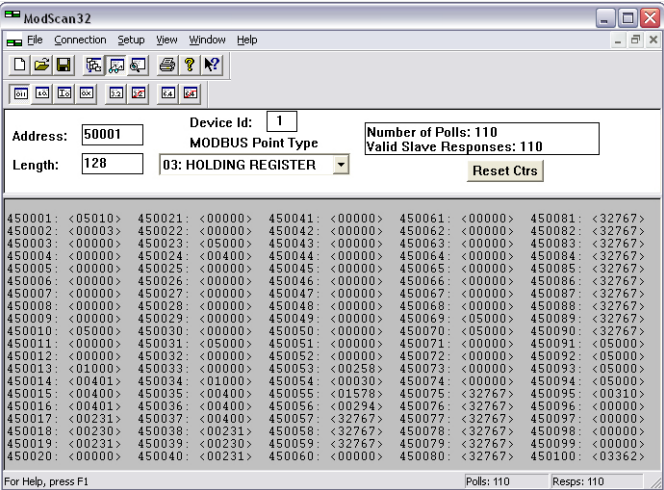 ModScan32
File Connection Setup View Window Help
Address: 50001
Device Id: 1
MODBUS Point Type
Length: 128
03: HOLDING REGISTER
Number of Polls: 110
Valid Slave Responses: 110
Reset Ctrs
450001: <05010> 450021: <00000> 450041: <00000> 450061: <00000> 450081: <32767>
450002: <00003> 450022: <00000> 450042: <00000> 450062: <00000> 450082: <32767>
450003: <00000> 450023: <05000> 450043: <00000> 450063: <00000> 450083: <32767>
450004: <00000> 450024: <00400> 450044: <00000> 450064: <00000> 450084: <32767>
450005: <00000> 450025: <00000> 450045: <00000> 450065: <00000> 450085: <32767>
450006: <00000> 450026: <00000> 450046: <00000> 450066: <00000> 450086: <32767>
450007: <00000> 450027: <00000> 450047: <00000> 450067: <00000> 450087: <32767>
450008: <00000> 450028: <00000> 450048: <00000> 450068: <00000> 450088: <32767>
450009: <00000> 450029: <00000> 450049: <00000> 450069: <05000> 450089: <32767>
450010: <05000> 450030: <00000> 450050: <00000> 450070: <05000> 450090: <32767>
450011: <00000> 450031: <05000> 450051: <00000> 450071: <00000> 450091: <05000>
450012: <00000> 450032: <00000> 450052: <00000> 450072: <00000> 450092: <05000>
450013: <01000> 450033: <00000> 450053: <00258> 450073: <00000> 450093: <05000>
450014: <00401> 450034: <01000> 450054: <00030> 450074: <00000> 450094: <05000>
450015: <00400> 450035: <00400> 450055: <01578> 450075: <32767> 450095: <00310>
450016: <00401> 450036: <00400> 450056: <00294> 450076: <32767> 450096: <00000>
450017: <00231> 450037: <00400> 450057: <32767> 450077: <32767> 450097: <00000>
450018: <00230> 450038: <00231> 450058: <32767> 450078: <32767> 450098: <00000>
450019: <00231> 450039: <00230> 450059: <32767> 450079: <32767> 450099: <00000>
450020: <00000> 450040: <00231> 450060: <00000> 450080: <32767> 450100: <03362>
For Help, press F1
Polls: 110
Resps: 110